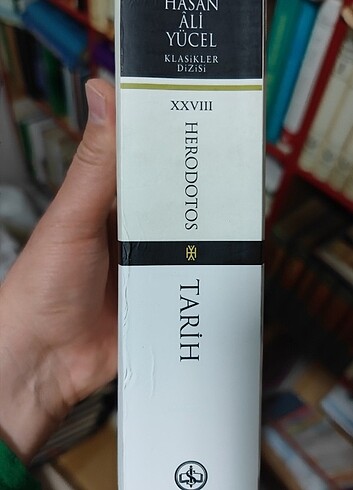 HASAN
ÂLİ
YÜCEL
KLASİKLER
DİZİSİ
XXVIII
HERODOTOS
TARİH